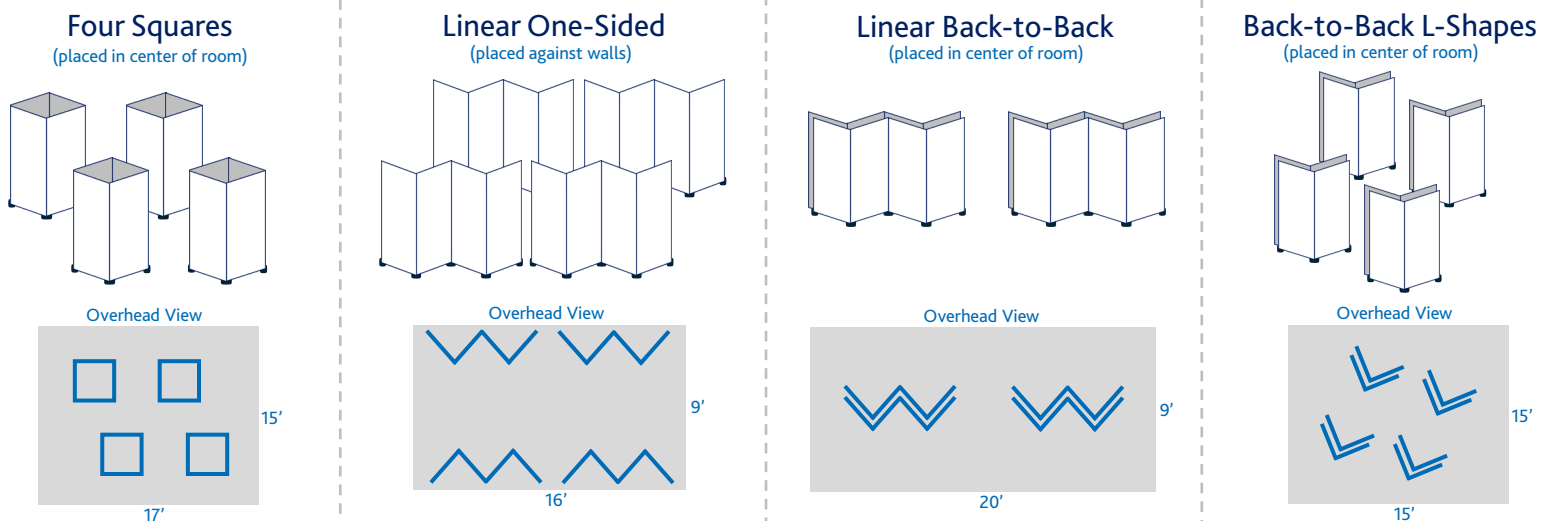 Four Squares
(placed in center of room)
Overhead View
15’
17’
Linear One-Sided
(placed against walls)
Overhead View
9’
16’
Linear Back-to-Back
(placed in center of room)
Overhead View
9’
20’
Back-to-Back L-Shapes
(placed in center of room)
Overhead View
15’
15’